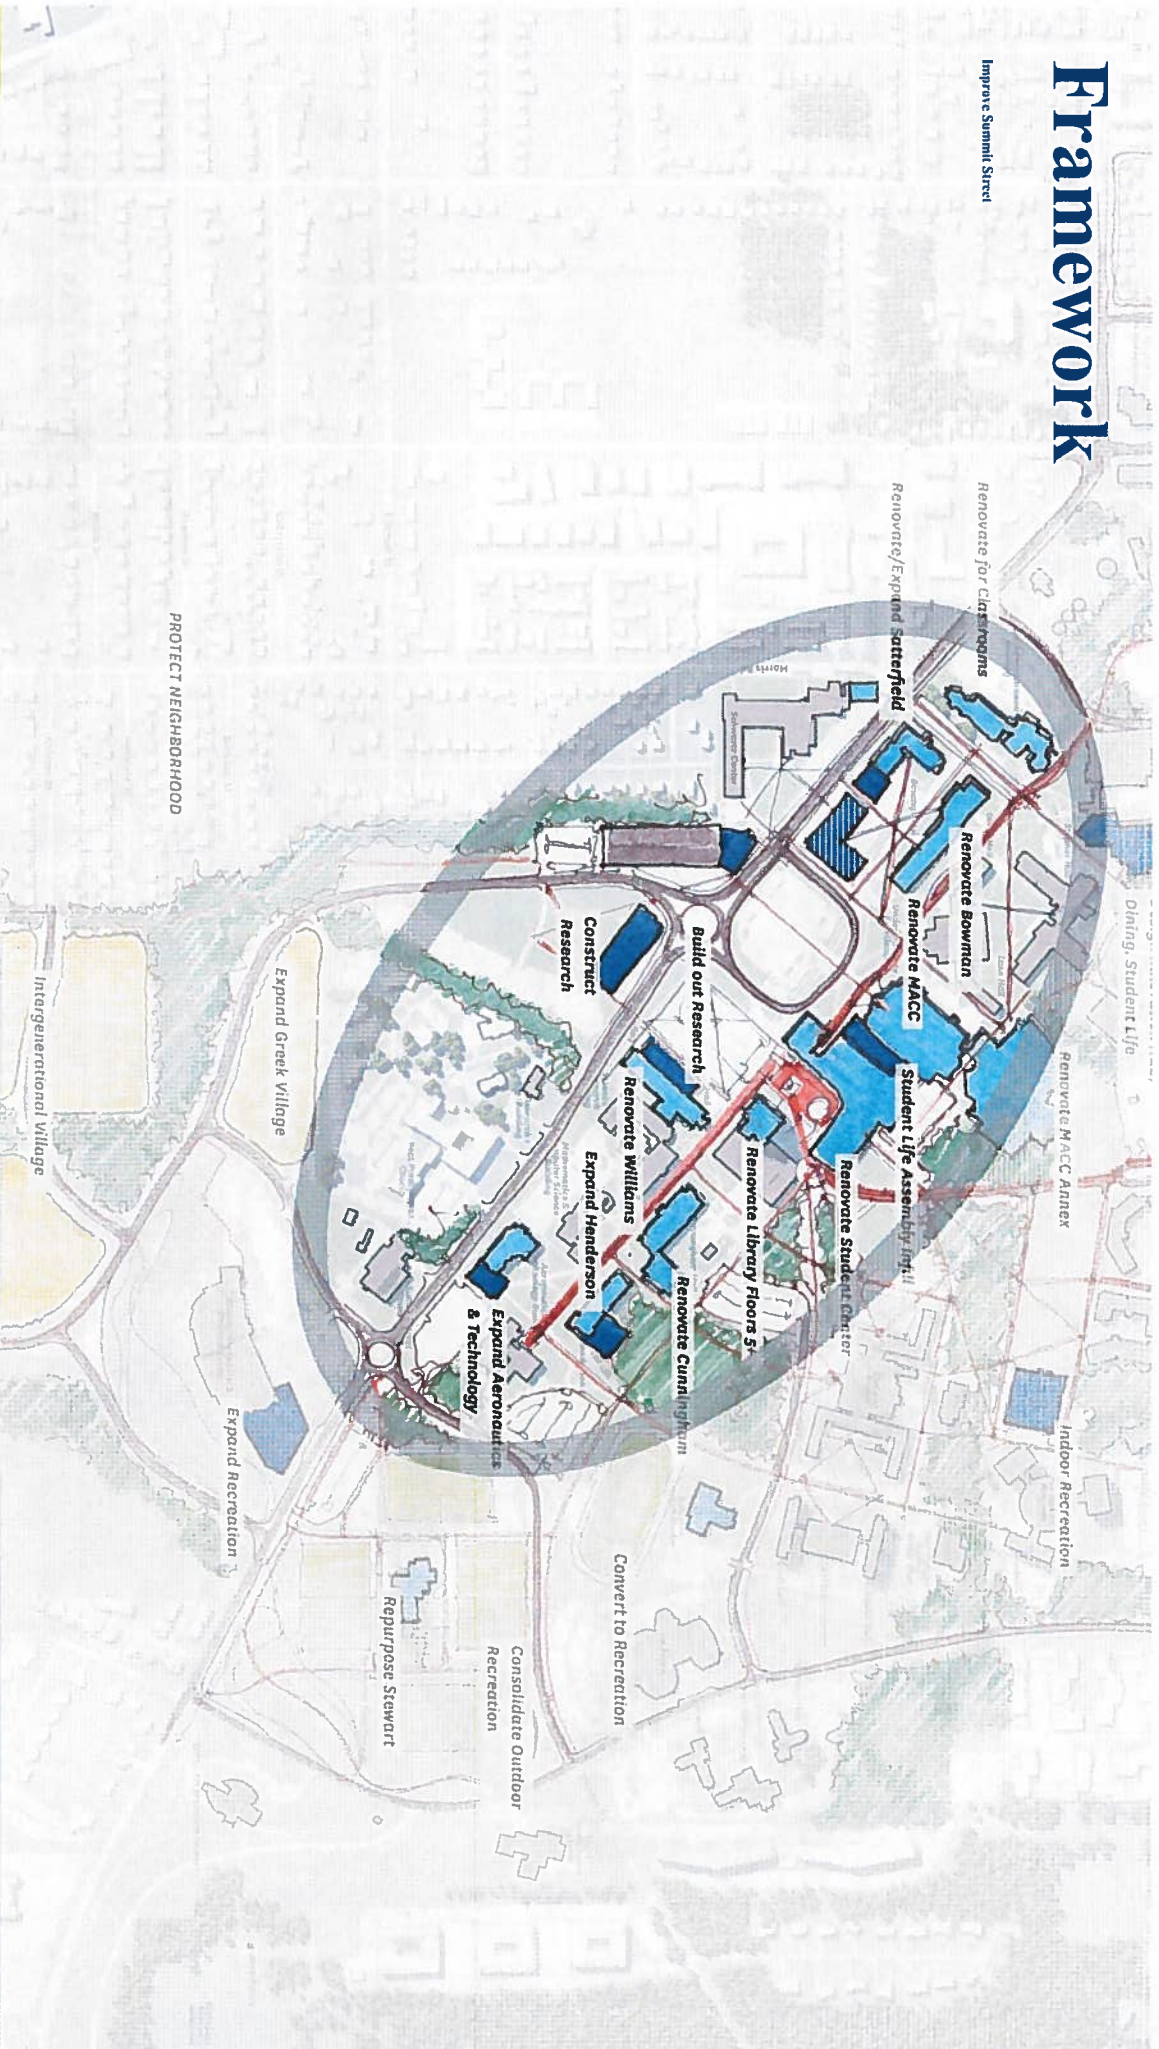 Framework
Improve Summit Street
Dining, Student Life
Renovate MACC Annex
Indoor Recreation
Renovate for Classrooms
Renovate/Expand Satterfield
Renovate Bowman
Renovate MACC
Student Life Assembly Infill
Renovate Student Center
Renovate Library Floors 5+
Build out Research
Renovate Cunningham
Renovate Williams
Expand Henderson
Construct
Research
Expand Aeronautics
& Technology
Convert to Recreation
Consolidate Outdoor
Recreation
Repurpose Stewart
Expand Greek Village
Expand Recreation
PROTECT NEIGHBORHOOD
Intergenerational Village
Schwartz Center
Mathematics &